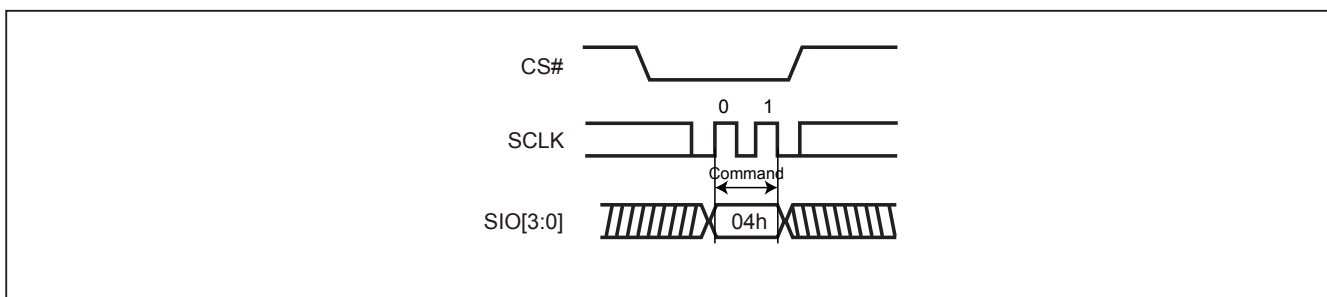 CS#
0 1
SCLK
Command
SIO[3:0] 04h